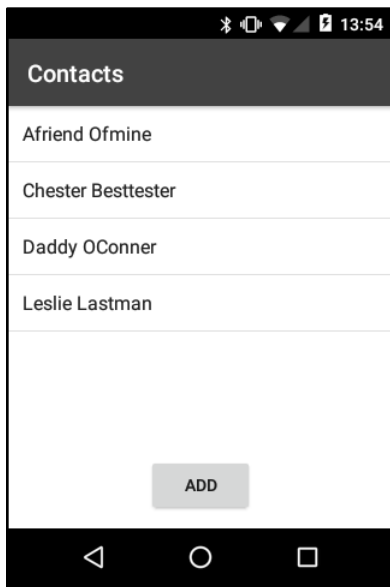 13:54
Contacts
Afriend Ofmine
Chester Besttester
Daddy OConner
Leslie Lastman
ADD